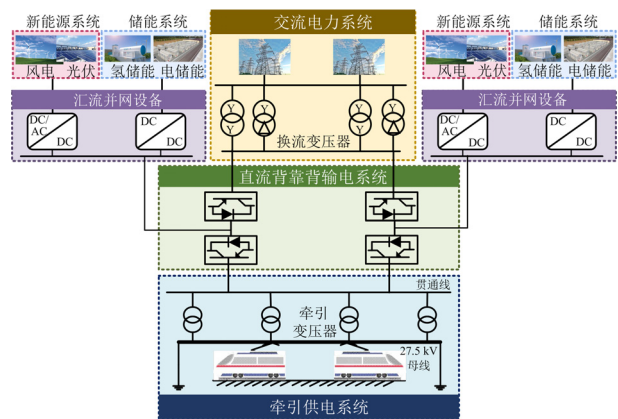 新能源系统 储能系统
风电 光伏 氢储能 电储能
汇流并网设备
DC/AC DC DC DC
交流电力系统
Y Y Y Y Y Y
换流变压器
新能源系统 储能系统
风电 光伏 氢储能 电储能
汇流并网设备
DC/AC DC DC DC
直流背靠背输电系统
贯通线
牵引
变压器
27.5 kV
母线
牵引供电系统